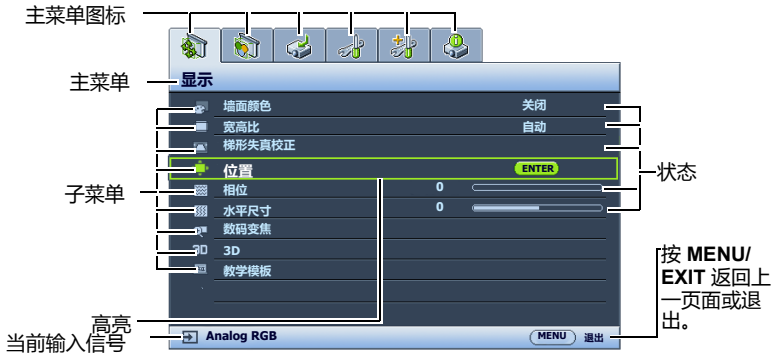 主菜单图标
主菜单
显示
墙面颜色 关闭
宽高比 自动
梯形失真校正
位置 ENTER
相位 0
水平尺寸 0
数码变焦
3D
教学模板
子菜单
状态
按 MENU/
EXIT 返回上
一页面或退
出。
高亮
当前输入信号
Analog RGB MENU 退出